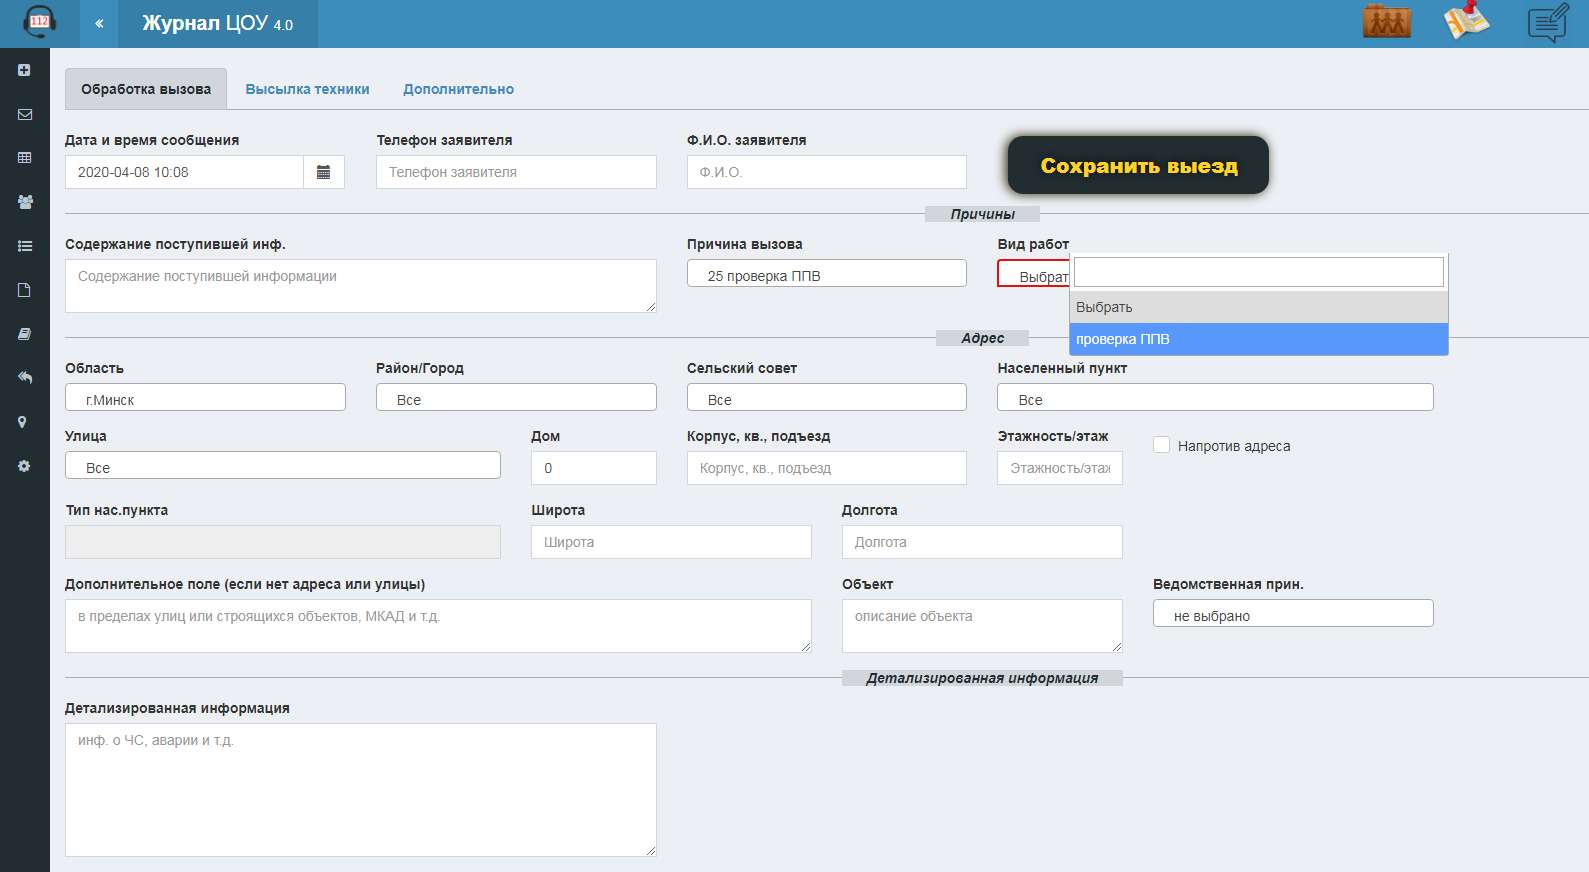 112
«
Журнал ЦОУ 4.0
Обработка вызова
Высылка техники
Дополнительно
Дата и время сообщения
Телефон заявителя
Ф.И.О. заявителя
2020-04-08 10:08
Телефон заявителя
Ф.И.О.
Сохранить выезд
Причины
Содержание поступившей инф.
Причина вызова
Вид работ
Содержание поступившей информации
25 проверка ППВ
Выбрат
Выбрать
проверка ППВ
Адрес
Область
Район/Город
Сельский совет
Населенный пункт
г.Минск
Все
Все
Все
Улица
Дом
Корпус, кв., подъезд
Этажность/этаж
Все
0
Корпус, кв., подъезд
Этажность/этаж
Напротив адреса
Тип нас.пункта
Широта
Долгота
Широта
Долгота
Дополнительное поле (если нет адреса или улицы)
Объект
Ведомственная прин.
в пределах улиц или строящихся объектов, МКАД и т.д.
описание объекта
не выбрано
Детализированная информация
Детализированная информация
инф. о ЧС, аварии и т.д.